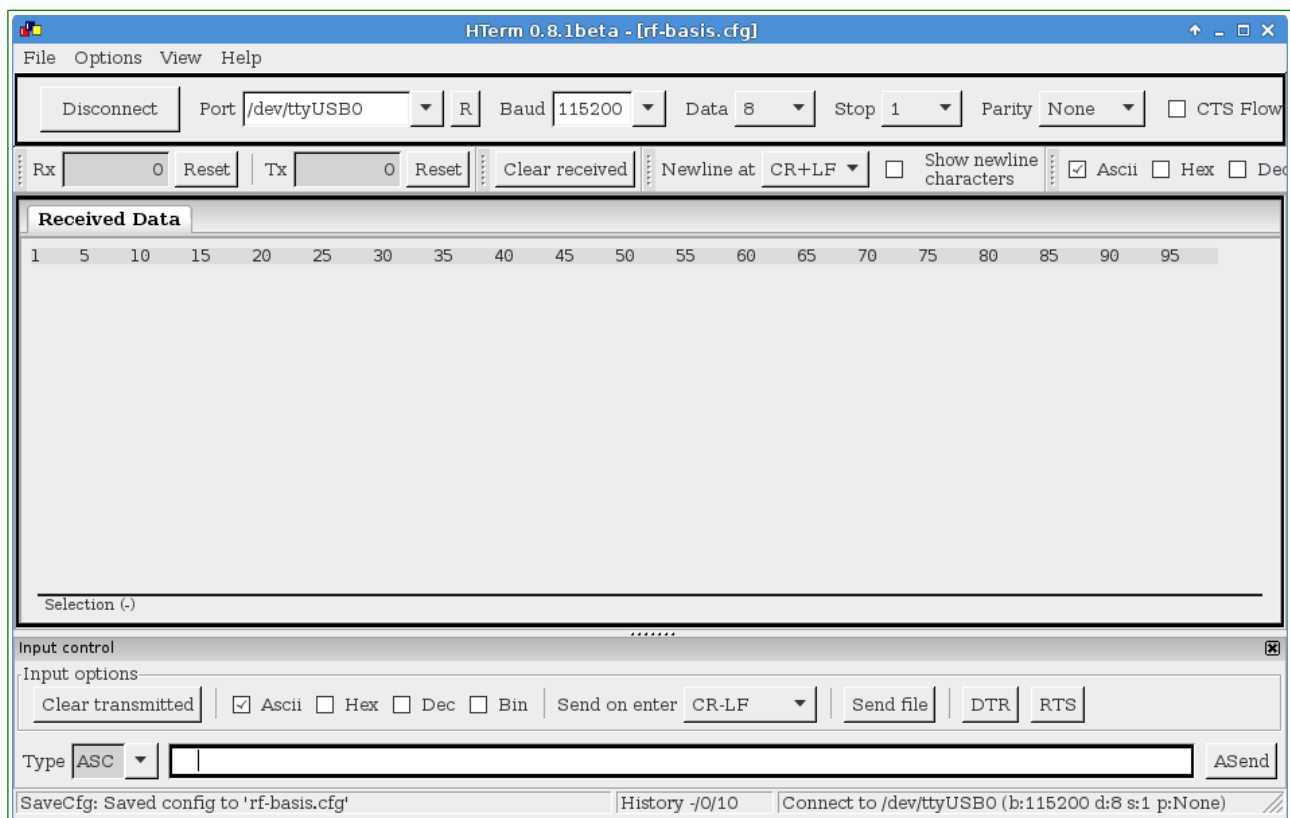 HTerm 0.8.1beta - [rf-basis.cfg]
File Options View Help
Disconnect Port /dev/ttyUSB0 R Baud 115200 Data 8 Stop 1 Parity None CTS Flow
Rx 0 Reset Tx 0 Reset Clear received Newline at CR+LF Show newline characters Ascii Hex Dec
Received Data
1 5 10 15 20 25 30 35 40 45 50 55 60 65 70 75 80 85 90 95
Selection (-)
Input control
Input options
Clear transmitted Ascii Hex Dec Bin Send on enter CR-LF Send file DTR RTS
Type ASC ASend
SaveCfg: Saved config to 'rf-basis.cfg' History -/0/10 Connect to /dev/ttyUSB0 (b:115200 d:8 s:1 p:None)